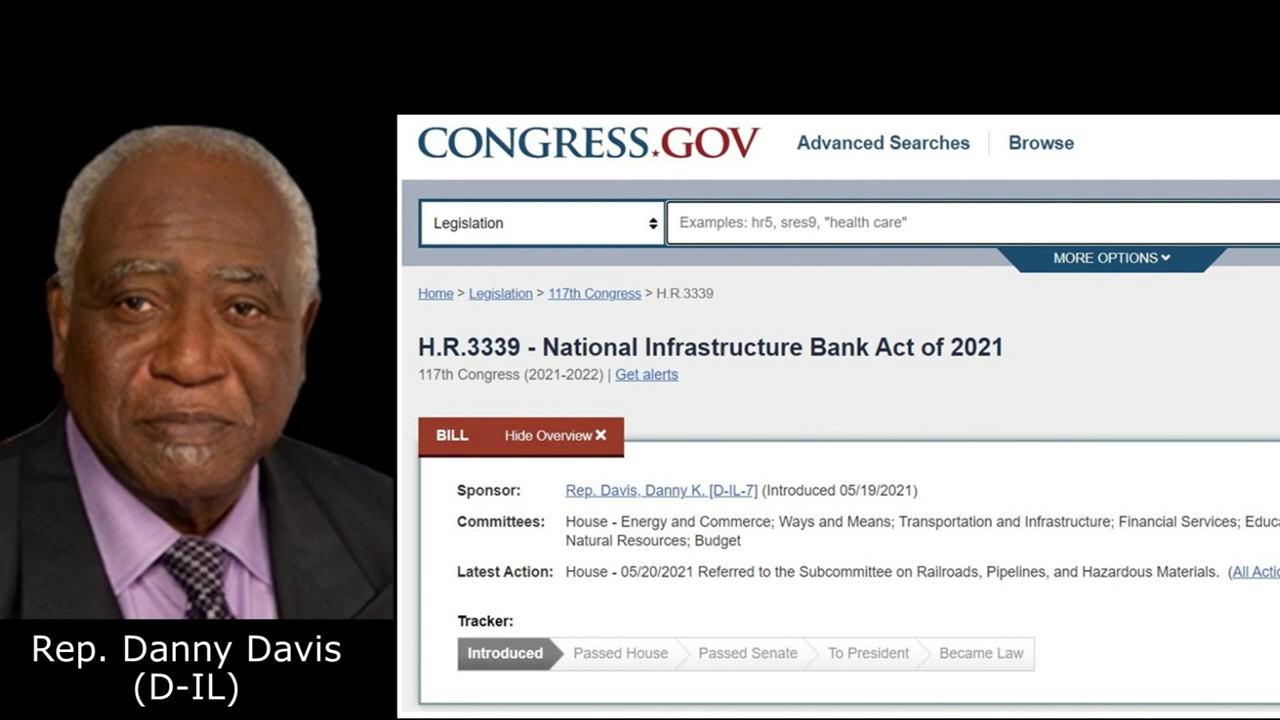 CONGRESS.GOV Advanced Searches Browse
Legislation Examples: hr5, sres9, "health care"
MORE OPTIONS
Home > Legislation > 117th Congress > H.R.3339
H.R.3339 - National Infrastructure Bank Act of 2021
117th Congress (2021-2022) | Get alerts
BILL Hide Overview X
Sponsor: Rep. Davis, Danny K. [D-IL-7] (Introduced 05/19/2021)
Committees: House - Energy and Commerce; Ways and Means; Transportation and Infrastructure; Financial Services; Educa
Natural Resources; Budget
Latest Action: House - 05/20/2021 Referred to the Subcommittee on Railroads, Pipelines, and Hazardous Materials. (All Actio
Tracker:
Introduced Passed House Passed Senate To President Became Law
Rep. Danny Davis
(D-IL)